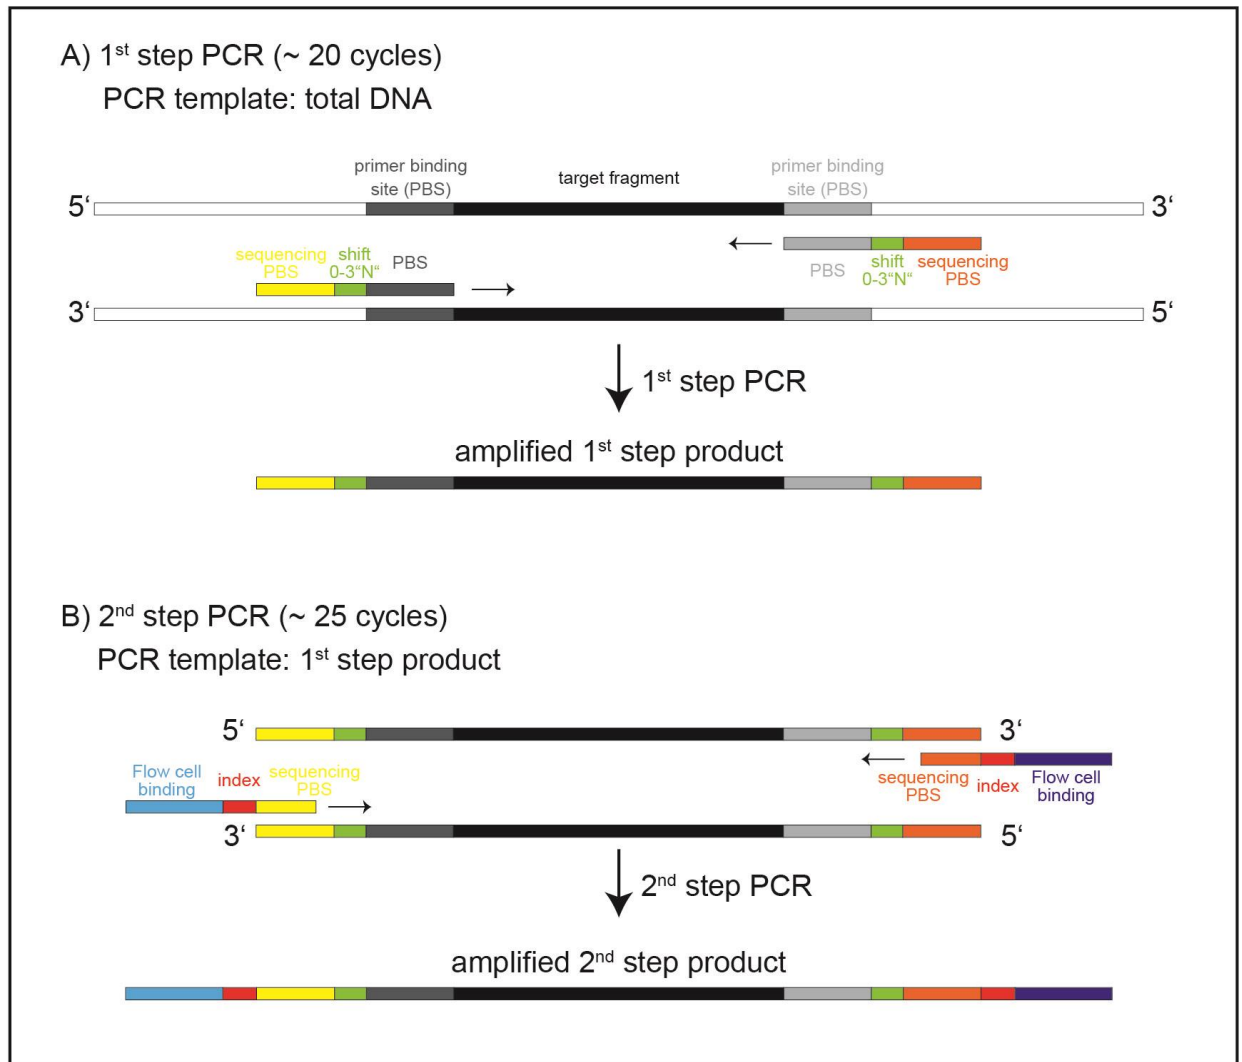 A) 1st step PCR (~ 20 cycles)
PCR template: total DNA
primer binding
site (PBS)
target fragment
primer binding
site (PBS)
5‘
3‘
sequencing
PBS
shift
0-3“N“
PBS
PBS
shift
0-3“N“
sequencing
PBS
3‘
5‘
1st step PCR
amplified 1st step product
B) 2nd step PCR (~ 25 cycles)
PCR template: 1st step product
5‘
3‘
Flow cell
binding
index
sequencing
PBS
sequencing
PBS
index
Flow cell
binding
3‘
5‘
2nd step PCR
amplified 2nd step product